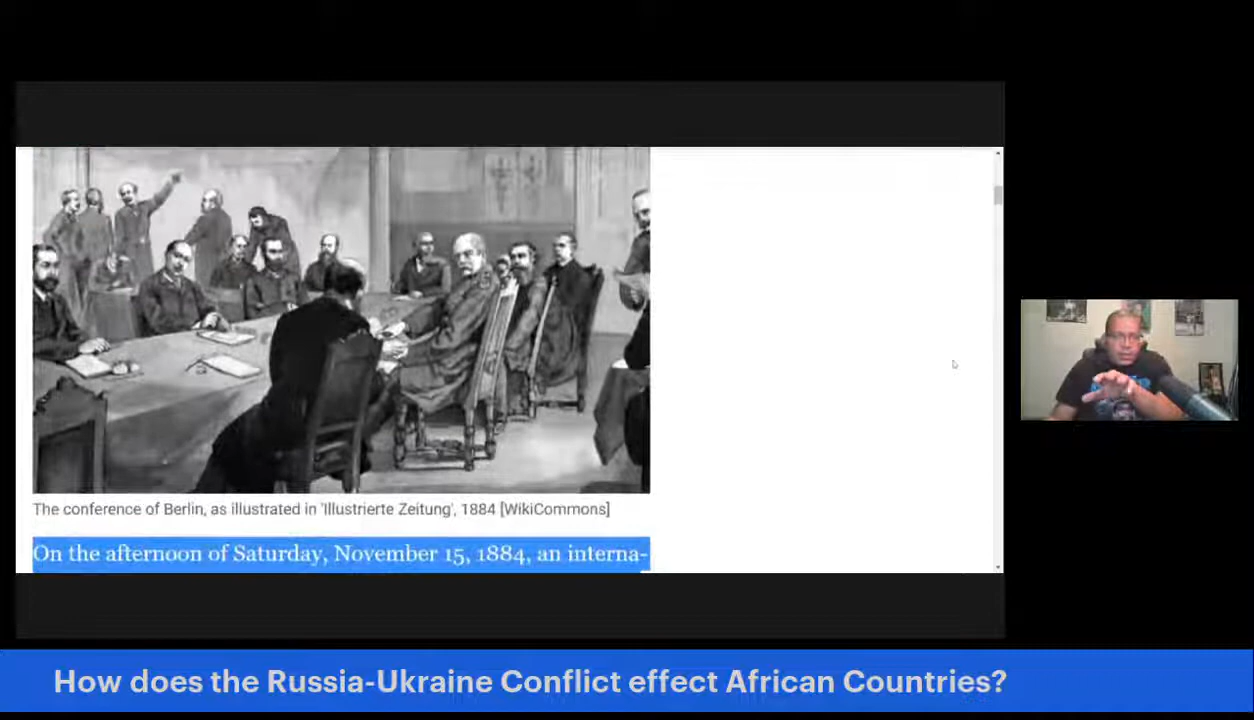 The conference of Berlin, as illustrated in 'Illustrierte Zeitung', 1884 [WikiCommons]
On the afternoon of Saturday, November 15, 1884, an interna-
How does the Russia-Ukraine Conflict effect African Countries?